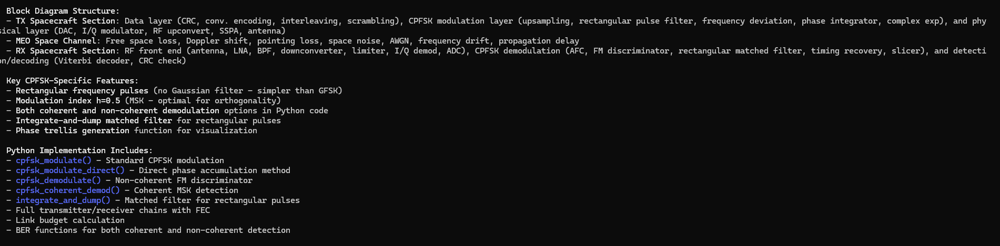 Block Diagram Structure:
- TX Spacecraft Section: Data layer (CRC, conv. encoding, interleaving, scrambling), CPFSK modulation layer (upsampling, rectangular pulse filter, frequency deviation, phase integrator, complex exp), and phy
sical layer (DAC, I/Q modulator, RF upconvert, SSPA, antenna)
- MEO Space Channel: Free space loss, Doppler shift, pointing loss, space noise, AWGN, frequency drift, propagation delay
- RX Spacecraft Section: RF front end (antenna, LNA, BPF, downconverter, limiter, I/Q demod, ADC), CPFSK demodulation (AFC, FM discriminator, rectangular matched filter, timing recovery, slicer), and detecti
on/decoding (Viterbi decoder, CRC check)
Key CPFSK-Specific Features:
- Rectangular frequency pulses (no Gaussian filter - simpler than GFSK)
- Modulation index h=0.5 (MSK - optimal for orthogonality)
- Both coherent and non-coherent demodulation options in Python code
- Integrate-and-dump matched filter for rectangular pulses
- Phase trellis generation function for visualization
Python Implementation Includes:
- cpfsk_modulate() - Standard CPFSK modulation
- cpfsk_modulate_direct() - Direct phase accumulation method
- cpfsk_demodulate() - Non-coherent FM discriminator
- cpfsk_coherent_demod() - Coherent MSK detection
- integrate_and_dump() - Matched filter for rectangular pulses
- Full transmitter/receiver chains with FEC
- Link budget calculation
- BER functions for both coherent and non-coherent detection